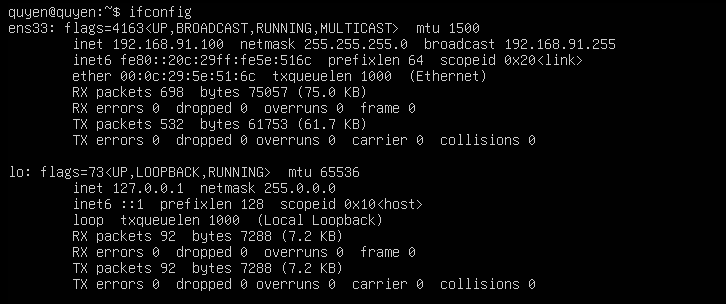 quyen@quyen:~$ ifconfig
ens33: flags=4163<UP,BROADCAST,RUNNING,MULTICAST>  mtu 1500
        inet 192.168.91.100  netmask 255.255.255.0  broadcast 192.168.91.255
        inet6 fe80::20c:29ff:fe5e:516c  prefixlen 64  scopeid 0x20<link>
        ether 00:0c:29:5e:51:6c  txqueuelen 1000  (Ethernet)
        RX packets 698  bytes 75057 (75.0 KB)
        RX errors 0  dropped 0  overruns 0  frame 0
        TX packets 532  bytes 61753 (61.7 KB)
        TX errors 0  dropped 0 overruns 0  carrier 0  collisions 0

lo: flags=73<UP,LOOPBACK,RUNNING>  mtu 65536
        inet 127.0.0.1  netmask 255.0.0.0
        inet6 ::1  prefixlen 128  scopeid 0x10<host>
        loop  txqueuelen 1000  (Local Loopback)
        RX packets 92  bytes 7288 (7.2 KB)
        RX errors 0  dropped 0  overruns 0  frame 0
        TX packets 92  bytes 7288 (7.2 KB)
        TX errors 0  dropped 0 overruns 0  carrier 0  collisions 0